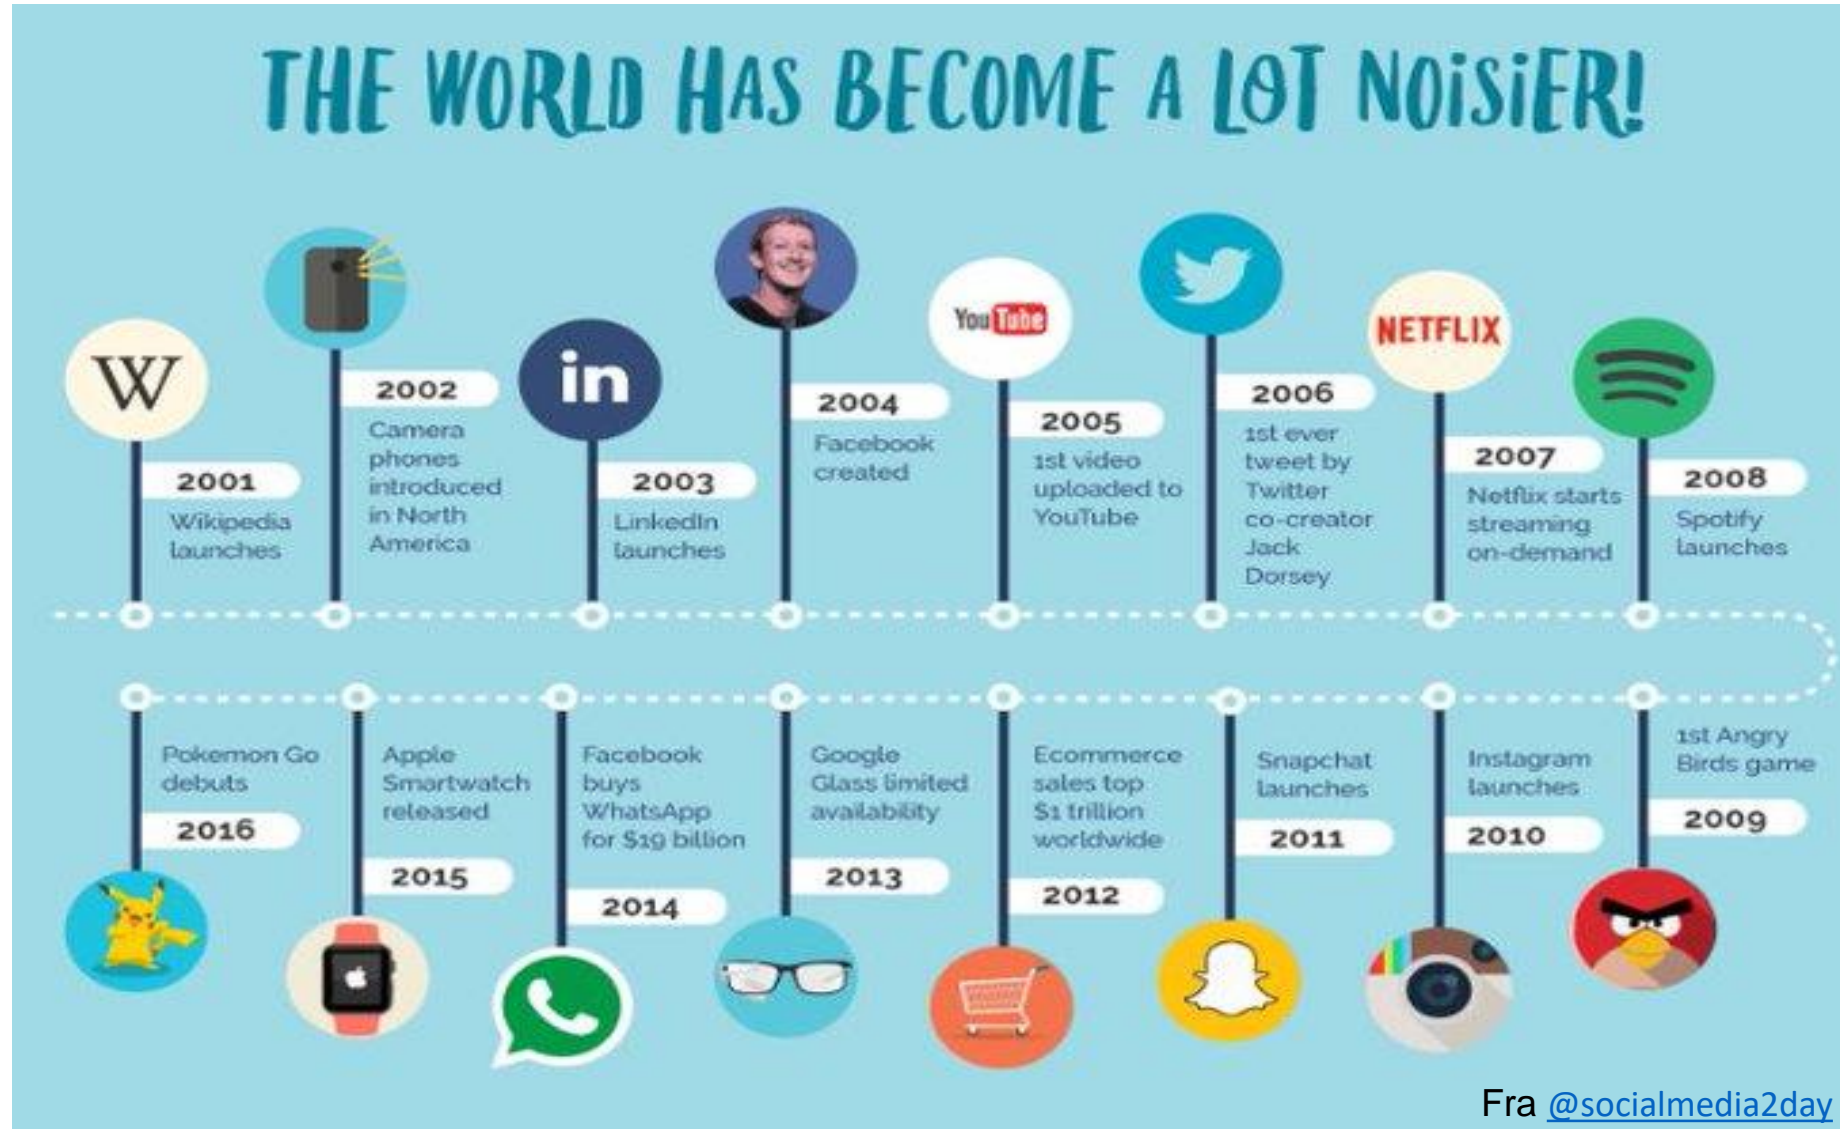 THE WORLD HAS BECOME A LOT NOiSiER!
W
2001
Wikipedia
launches
2002
Camera
phones
introduced
in North
America
in
2003
LinkedIn
launches
2004
Facebook
created
YouTube
2005
1st video
uploaded to
YouTube
2006
1st ever
tweet by
Twitter
co-creator
Jack
Dorsey
NETFLIX
2007
Netflix starts
streaming
on-demand
2008
Spotify
launches
1st Angry
Birds game
2009
Instagram
launches
2010
Snapchat
launches
2011
Ecommerce
sales top
$1 trillion
worldwide
2012
Google
Glass limited
availability
2013
Facebook
buys
WhatsApp
for $19 billion
2014
Apple
Smartwatch
released
2015
Pokemon Go
debuts
2016
Fra @socialmedia2day